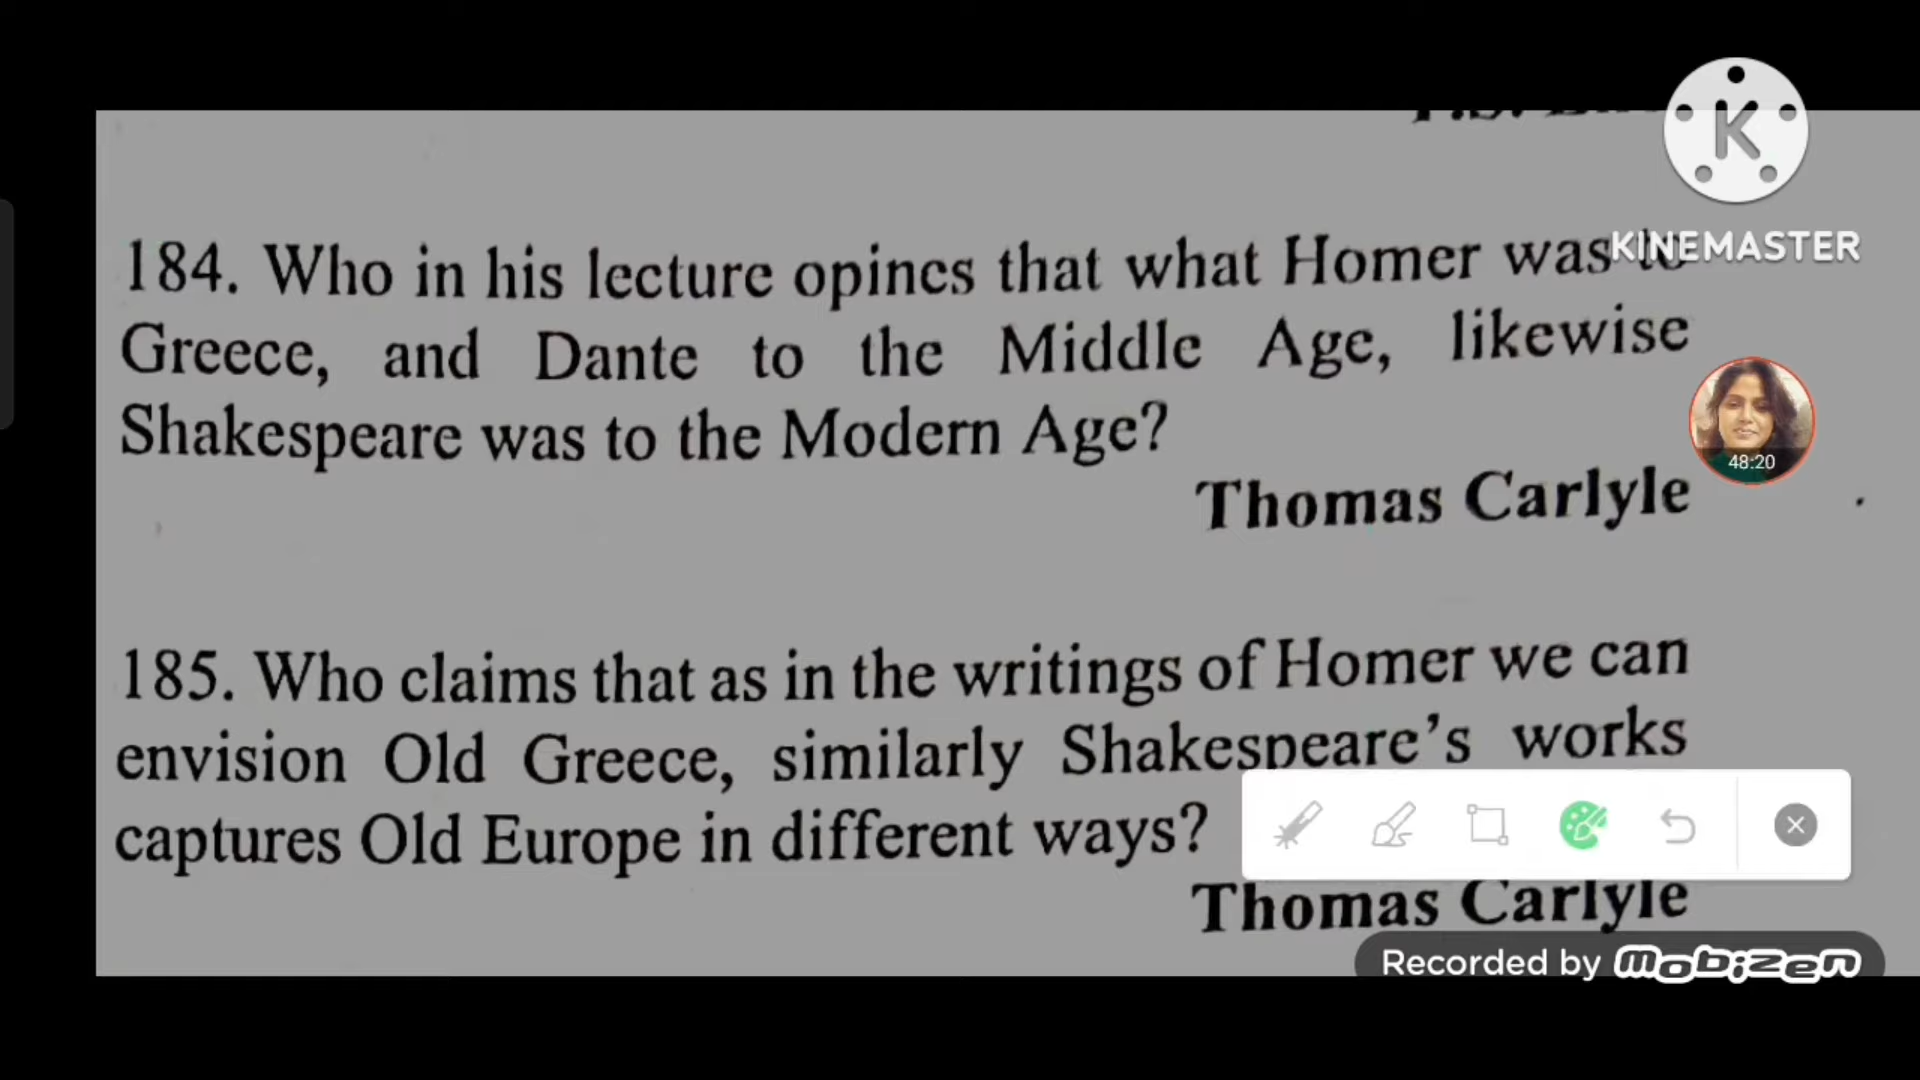 KINEMASTER
184. Who in his lecture opines that what Homer was to
Greece, and Dante to the Middle Age, likewise
Shakespeare was to the Modern Age?
48:20
Thomas Carlyle
185. Who claims that as in the writings of Homer we can
envision Old Greece, similarly Shakespeare's works
captures Old Europe in different ways?
Thomas Carlyle
Recorded by mobizen